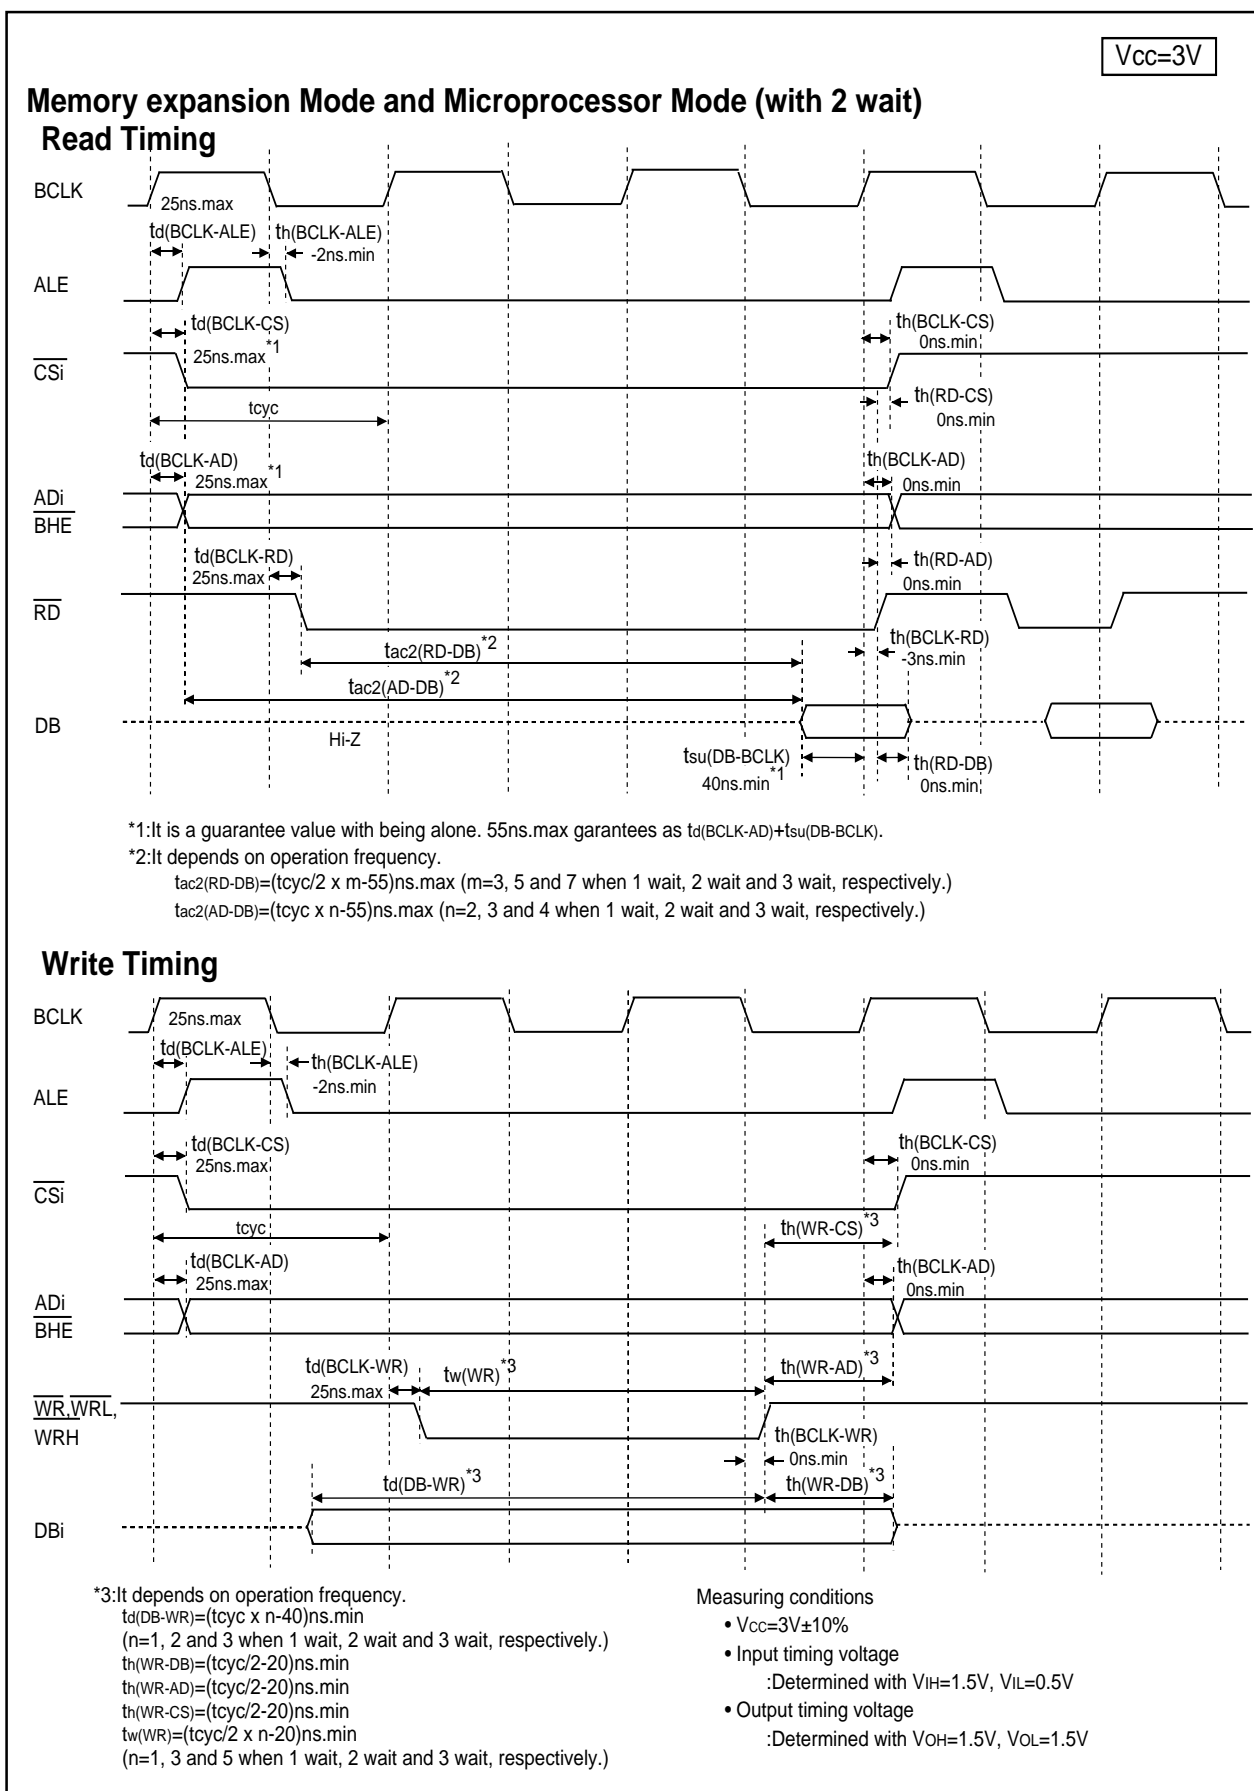 Vcc=3V
Memory expansion Mode and Microprocessor Mode (with 2 wait)
Read Timing
BCLK
25ns.max
td(BCLK-ALE)
th(BCLK-ALE)
-2ns.min
ALE
td(BCLK-CS)
25ns.max*1
th(BCLK-CS)
0ns.min
CSi
tcyc
th(RD-CS)
0ns.min
td(BCLK-AD)
25ns.max*1
th(BCLK-AD)
0ns.min
ADi
BHE
td(BCLK-RD)
25ns.max
th(RD-AD)
0ns.min
RD
tac2(RD-DB)*2
th(BCLK-RD)
-3ns.min
tac2(AD-DB)*2
DB
Hi-Z
tsu(DB-BCLK)
40ns.min*1
th(RD-DB)
0ns.min
*1:It is a guarantee value with being alone. 55ns.max garantees as td(BCLK-AD)+tsu(DB-BCLK).
*2:It depends on operation frequency.
tac2(RD-DB)=(tcyc/2 x m-55)ns.max (m=3, 5 and 7 when 1 wait, 2 wait and 3 wait, respectively.)
tac2(AD-DB)=(tcyc x n-55)ns.max (n=2, 3 and 4 when 1 wait, 2 wait and 3 wait, respectively.)
Write Timing
BCLK
25ns.max
td(BCLK-ALE)
th(BCLK-ALE)
-2ns.min
ALE
td(BCLK-CS)
25ns.max
th(BCLK-CS)
0ns.min
CSi
tcyc
th(WR-CS)*3
td(BCLK-AD)
25ns.max
th(BCLK-AD)
0ns.min
ADi
BHE
td(BCLK-WR)
25ns.max
tw(WR)*3
th(WR-AD)*3
WR,WRL,
WRH
th(BCLK-WR)
0ns.min
td(DB-WR)*3
th(WR-DB)*3
DBi
*3:It depends on operation frequency.
td(DB-WR)=(tcyc x n-40)ns.min
(n=1, 2 and 3 when 1 wait, 2 wait and 3 wait, respectively.)
th(WR-DB)=(tcyc/2-20)ns.min
th(WR-AD)=(tcyc/2-20)ns.min
th(WR-CS)=(tcyc/2-20)ns.min
tw(WR)=(tcyc/2 x n-20)ns.min
(n=1, 3 and 5 when 1 wait, 2 wait and 3 wait, respectively.)
Measuring conditions
• VCC=3V±10%
• Input timing voltage
:Determined with VIH=1.5V, VIL=0.5V
• Output timing voltage
:Determined with VOH=1.5V, VOL=1.5V